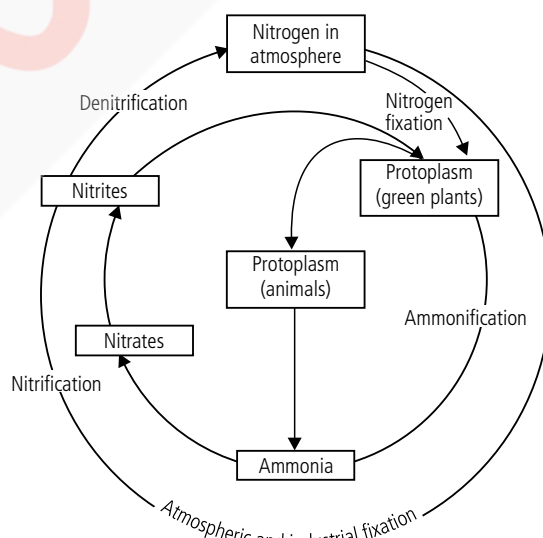 Nitrogen in
atmosphere
Denitrification
Nitrogen
fixation
Protoplasm
(green plants)
Nitrites
Protoplasm
(animals)
Ammonification
Nitrates
Nitrification
Ammonia
Atmospheric and industrial fixation